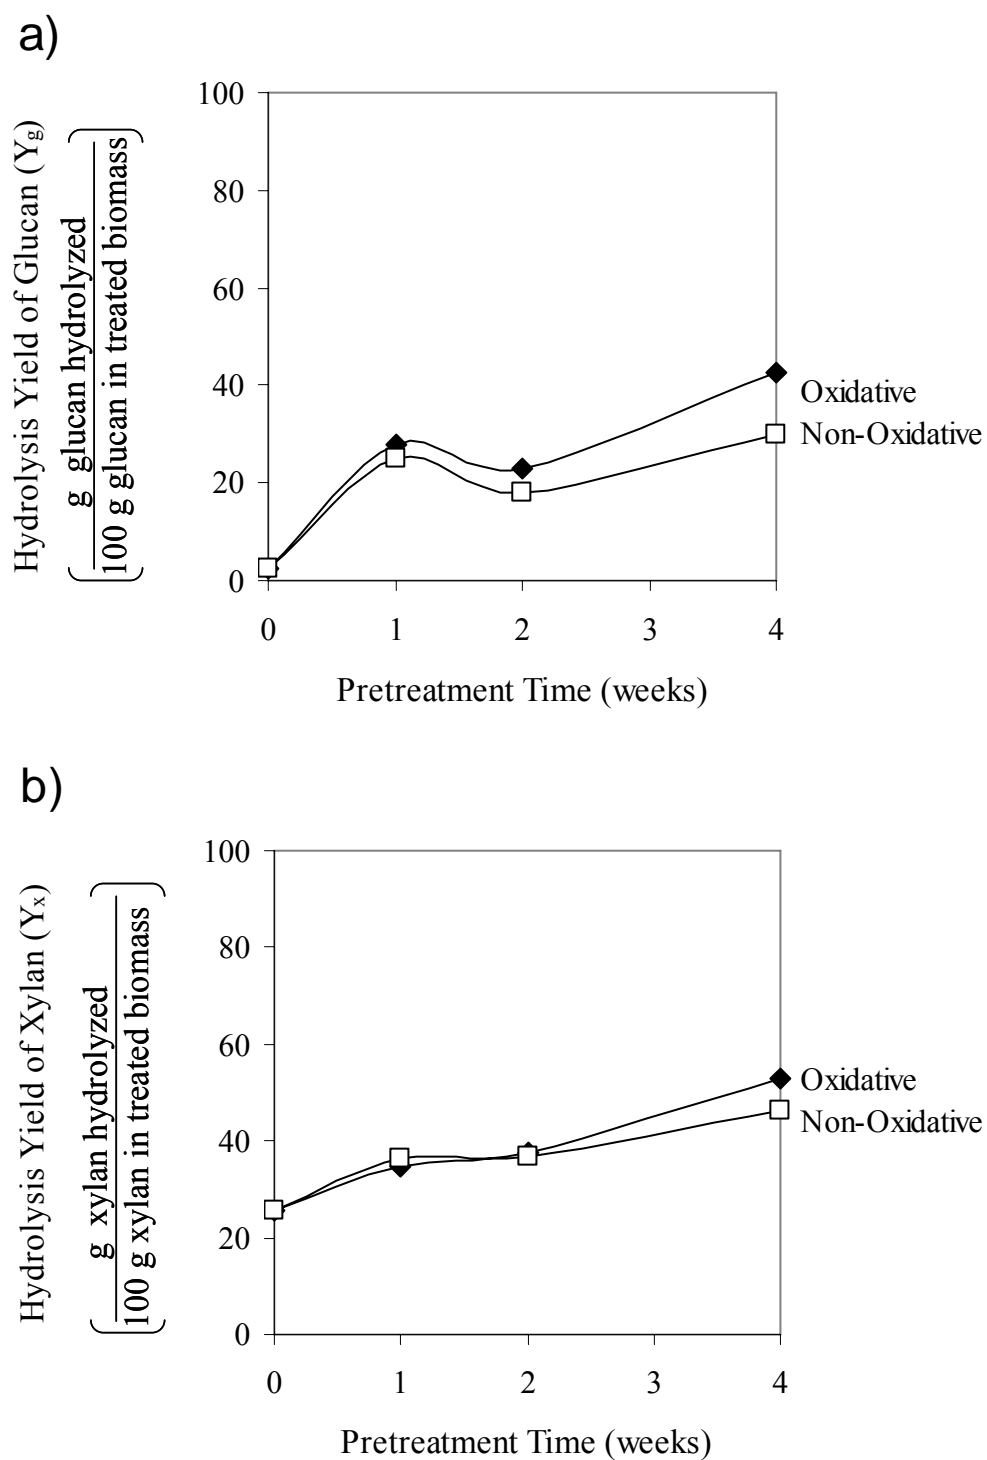 a)
Hydrolysis Yield of Glucan (Yg)
g glucan hydrolyzed
100 g glucan in treated biomass
100
80
60
40
20
0
Oxidative
Non-Oxidative
0 1 2 3 4
Pretreatment Time (weeks)
b)
Hydrolysis Yield of Xylan (Yx)
g xylan hydrolyzed
100 g xylan in treated biomass
100
80
60
40
20
0
Oxidative
Non-Oxidative
0 1 2 3 4
Pretreatment Time (weeks)